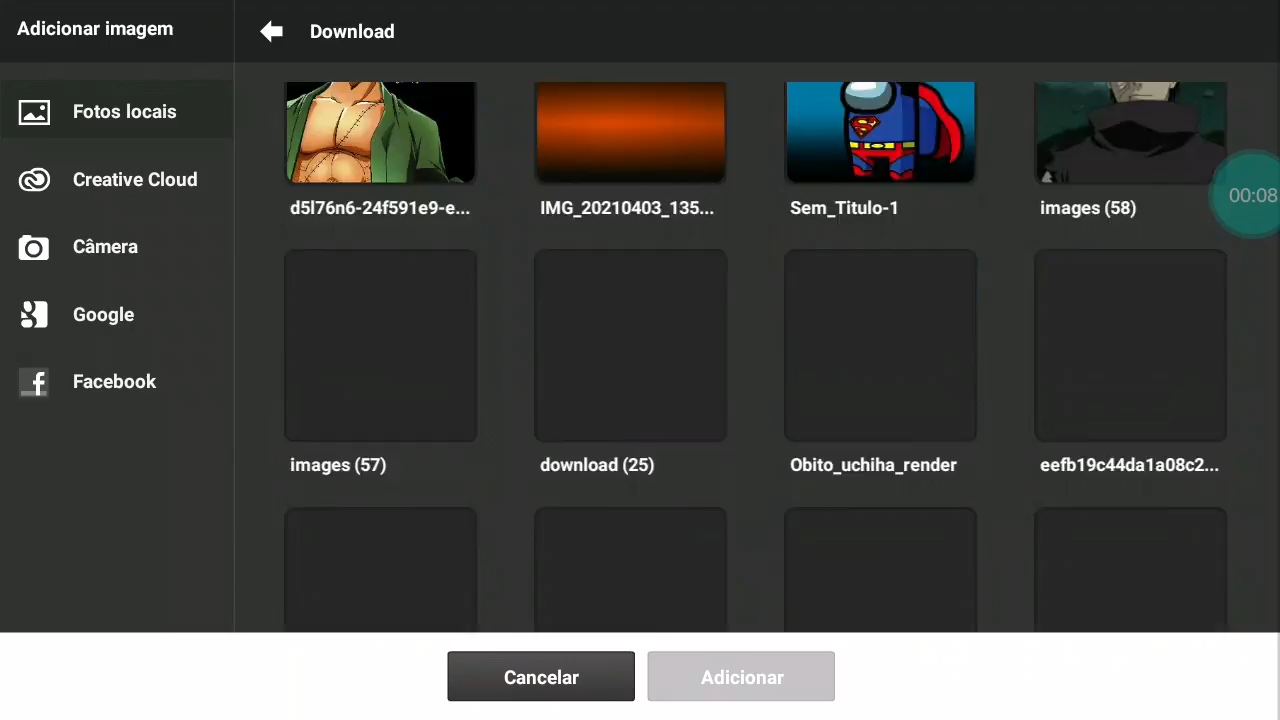 Adicionar imagem
Download
Fotos locais
Creative Cloud
Câmera
Google
Facebook
d5l76n6-24f591e9-e...
IMG_20210403_135...
Sem_Titulo-1
images (58)
00:08
images (57)
download (25)
Obito_uchiha_render
eefb19c44da1a08c2...
Cancelar
Adicionar